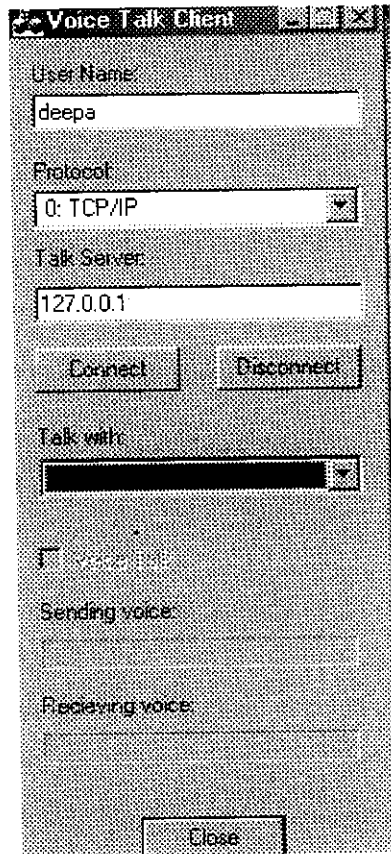 Voice Talk Client
User Name:
deepa
Protocol:
0: TCP/IP
Talk Server:
127.0.0.1
Connect Disconnect
Talk with:
Sending voice:
Recieving voice:
Close